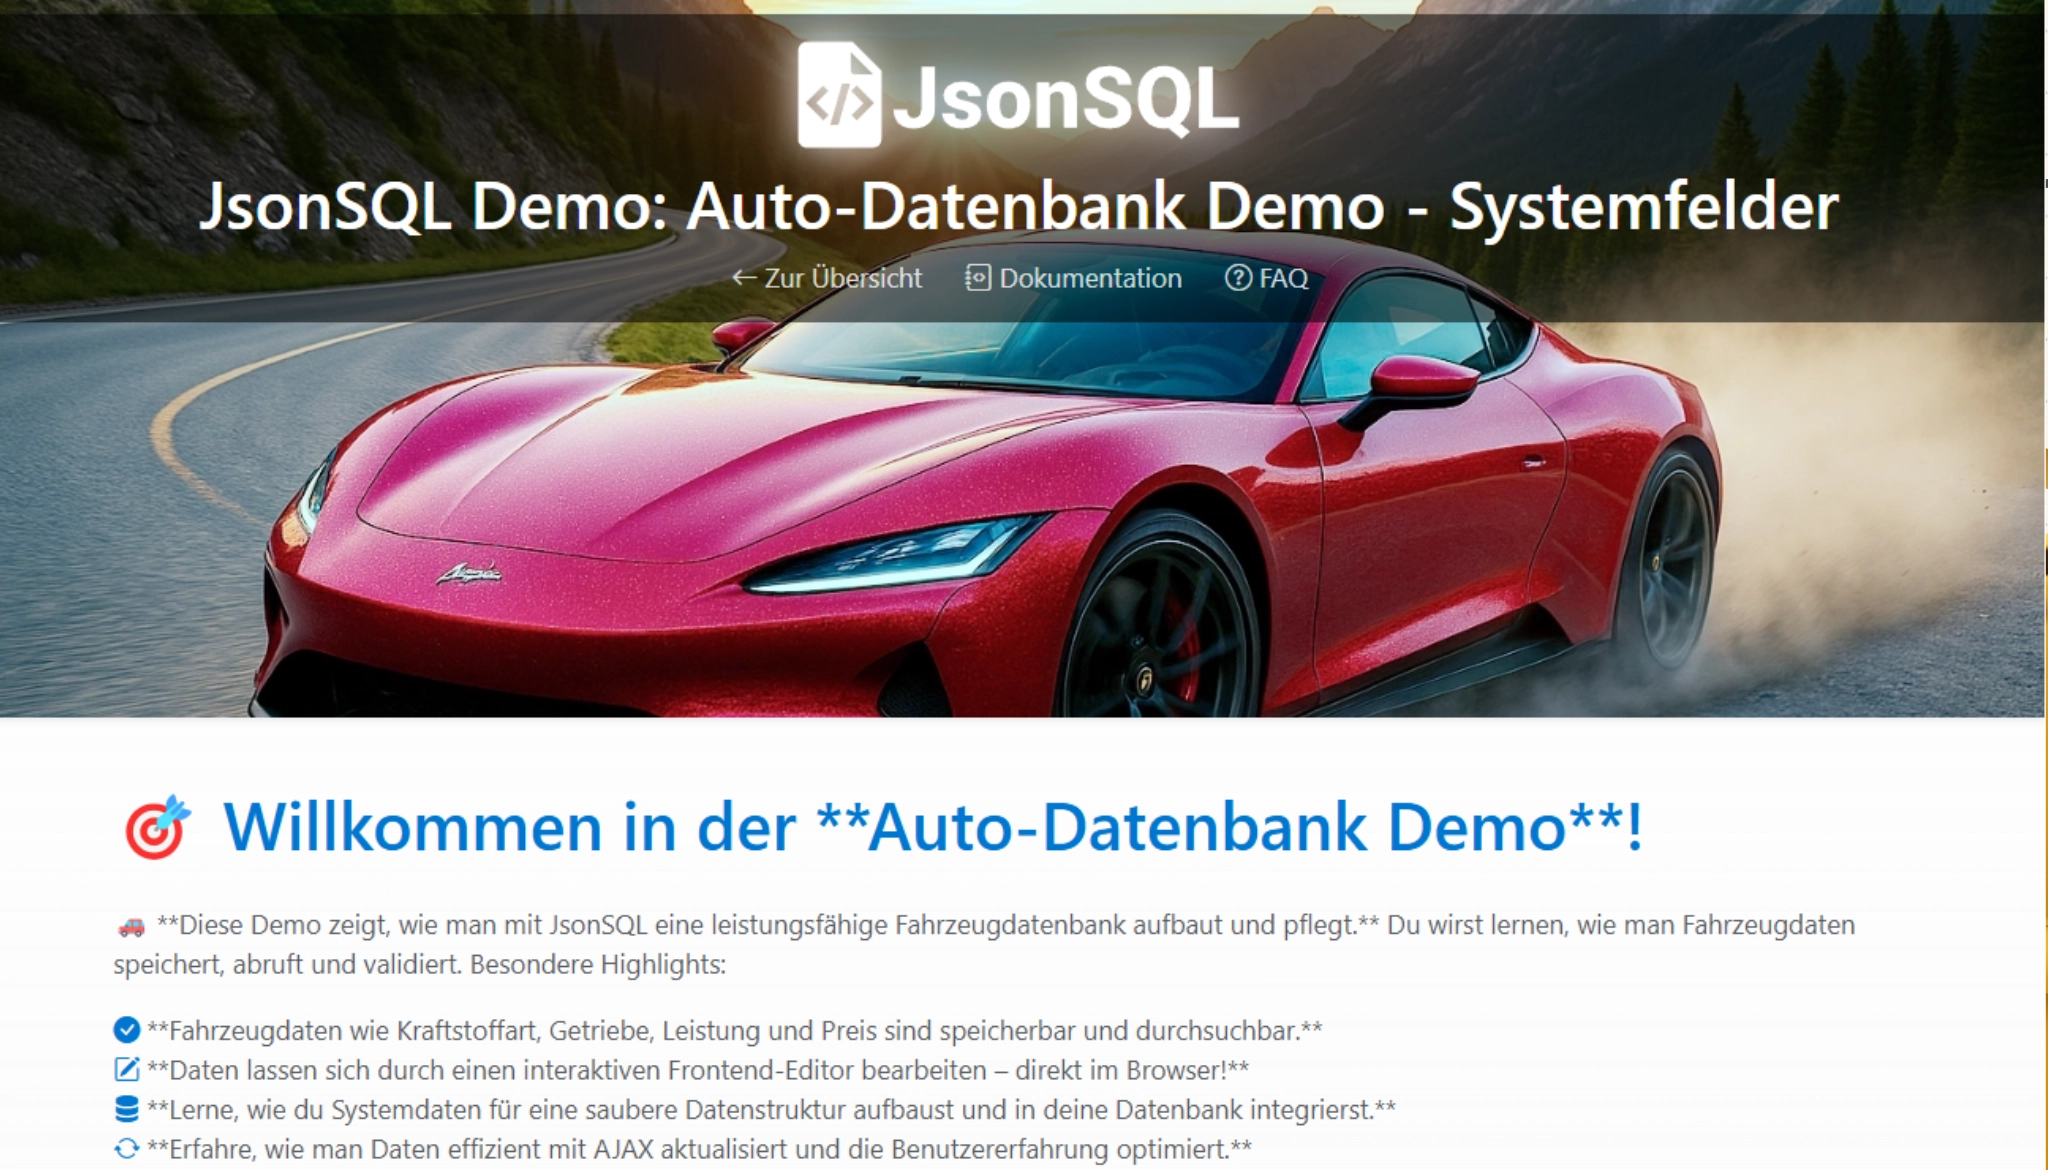 JsonSQL
JsonSQL Demo: Auto-Datenbank Demo - Systemfelder
← Zur Übersicht Dokumentation FAQ
Willkommen in der **Auto-Datenbank Demo**!
**Diese Demo zeigt, wie man mit JsonSQL eine leistungsfähige Fahrzeugdatenbank aufbaut und pflegt.** Du wirst lernen, wie man Fahrzeugdaten
speichert, abruft und validiert. Besondere Highlights:
**Fahrzeugdaten wie Kraftstoffart, Getriebe, Leistung und Preis sind speicherbar und durchsuchbar.**
**Daten lassen sich durch einen interaktiven Frontend-Editor bearbeiten – direkt im Browser!**
**Lerne, wie du Systemdaten für eine saubere Datenstruktur aufbaust und in deine Datenbank integrierst.**
**Erfahre, wie man Daten effizient mit AJAX aktualisiert und die Benutzererfahrung optimiert.**